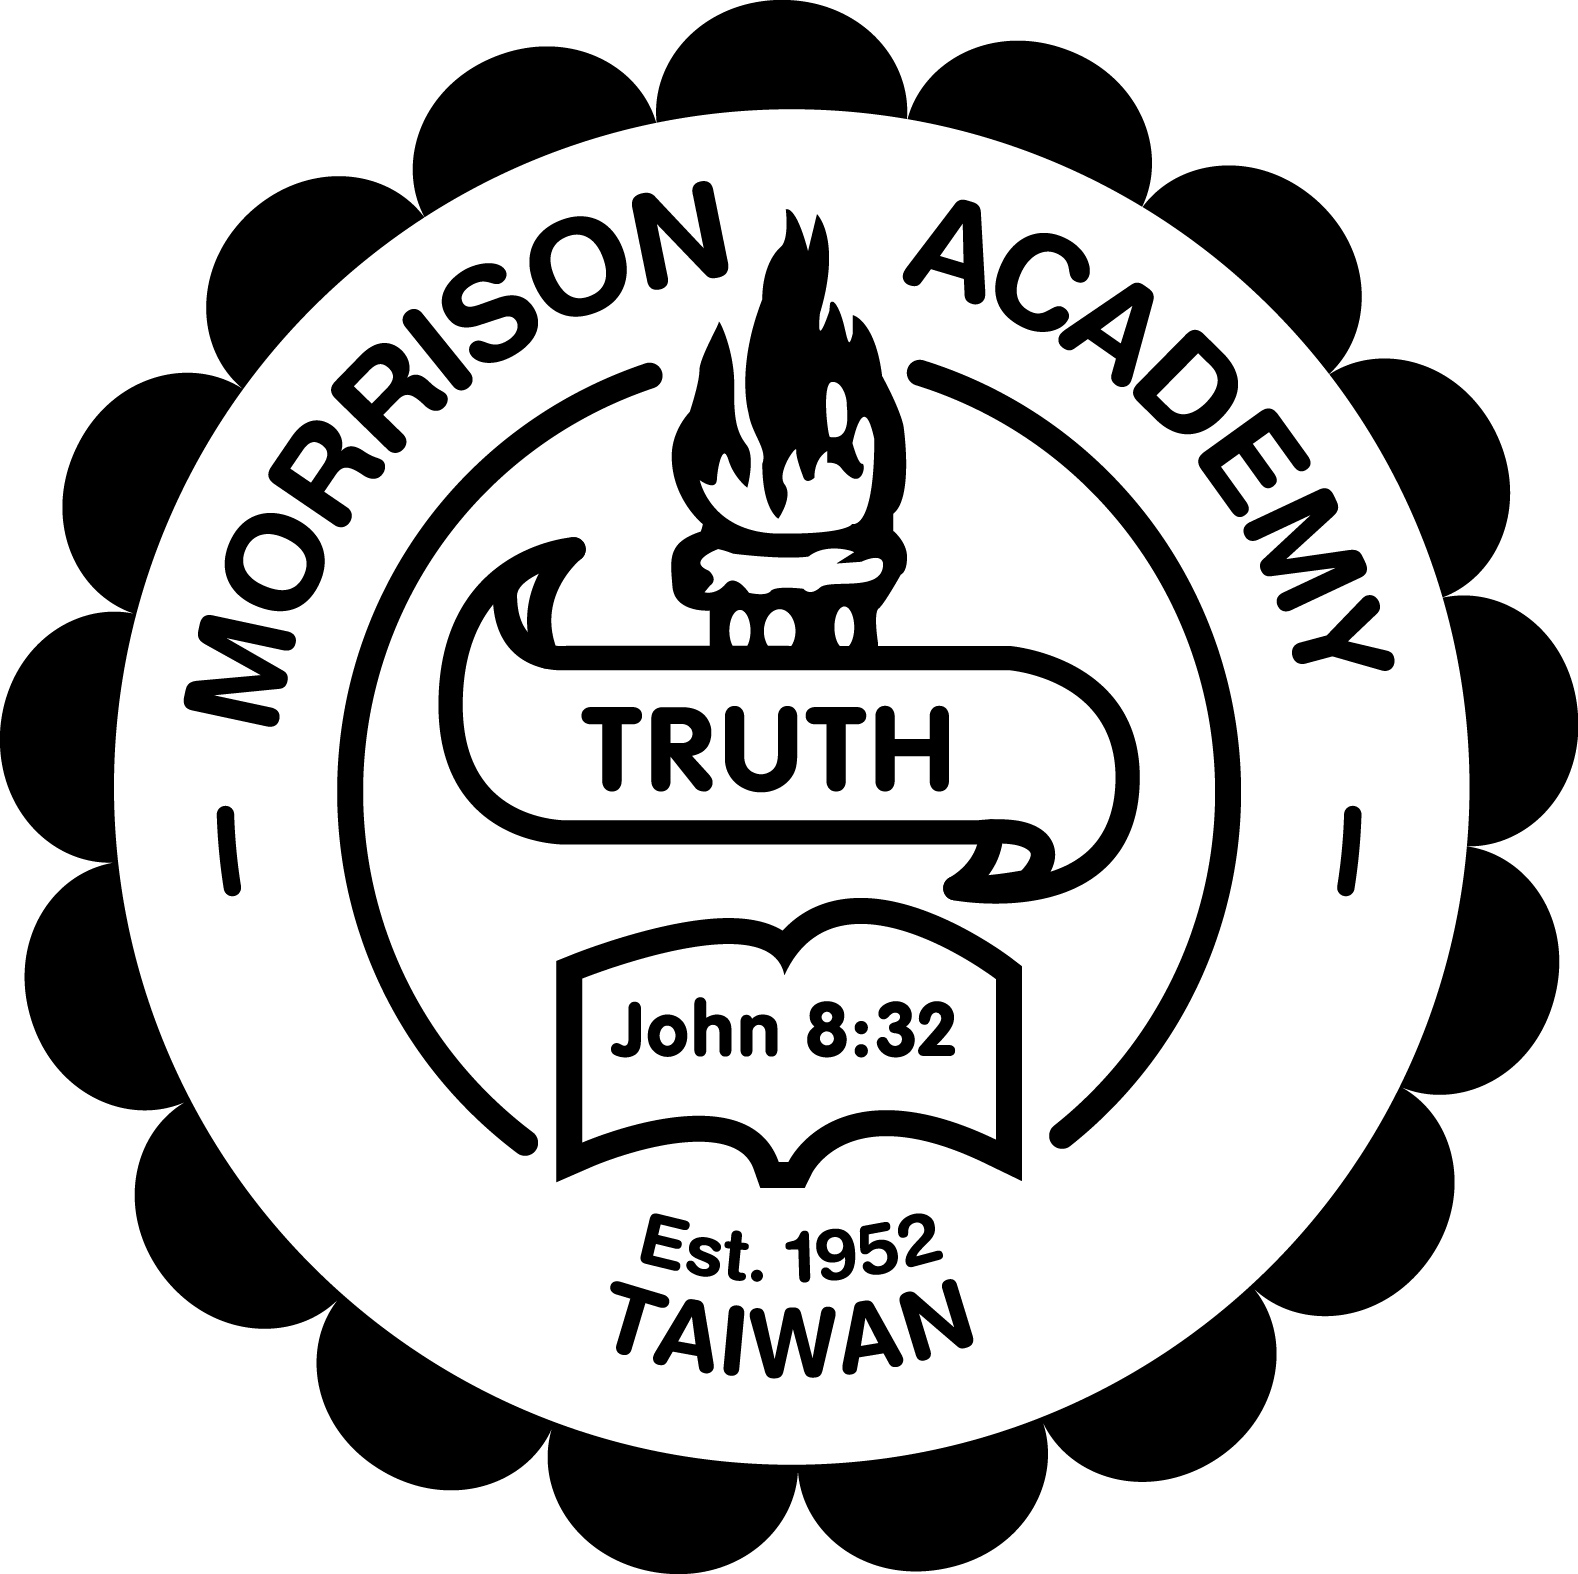 MORRISON ACADEMY
TRUTH
John 8:32
Est. 1952
TAIWAN